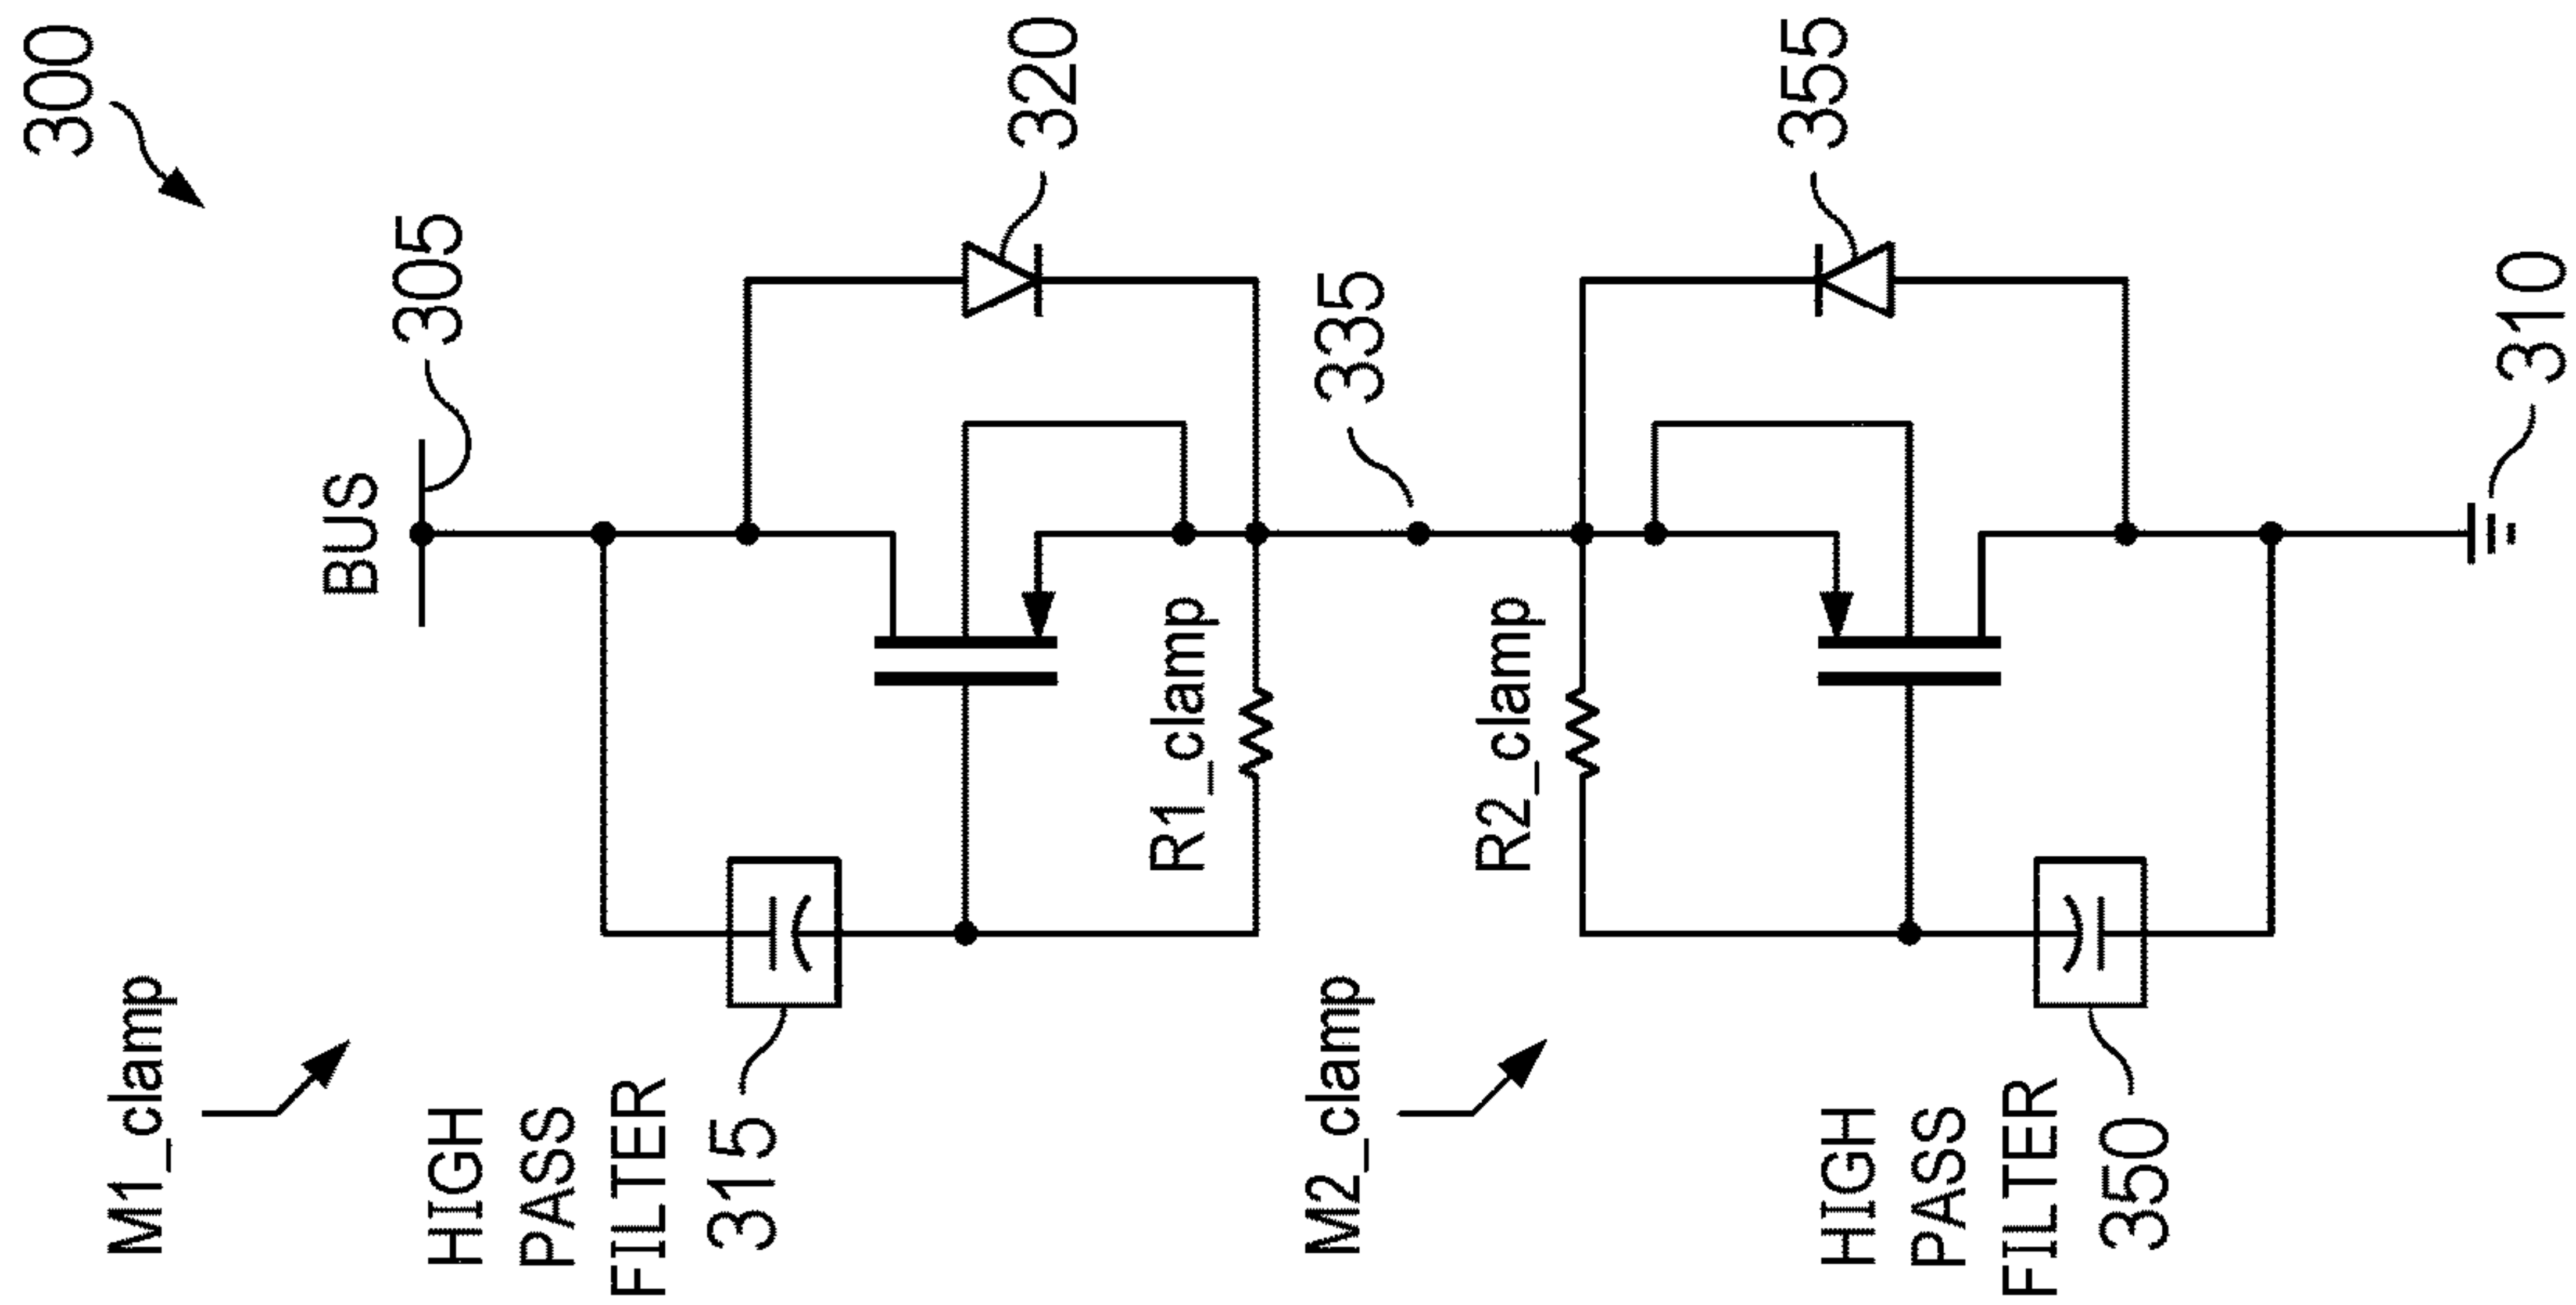 300
BUS
305
M1_clamp
HIGH
PASS
FILTER
315
320
R1_clamp
335
M2_clamp
R2_clamp
HIGH
PASS
FILTER
350
355
310